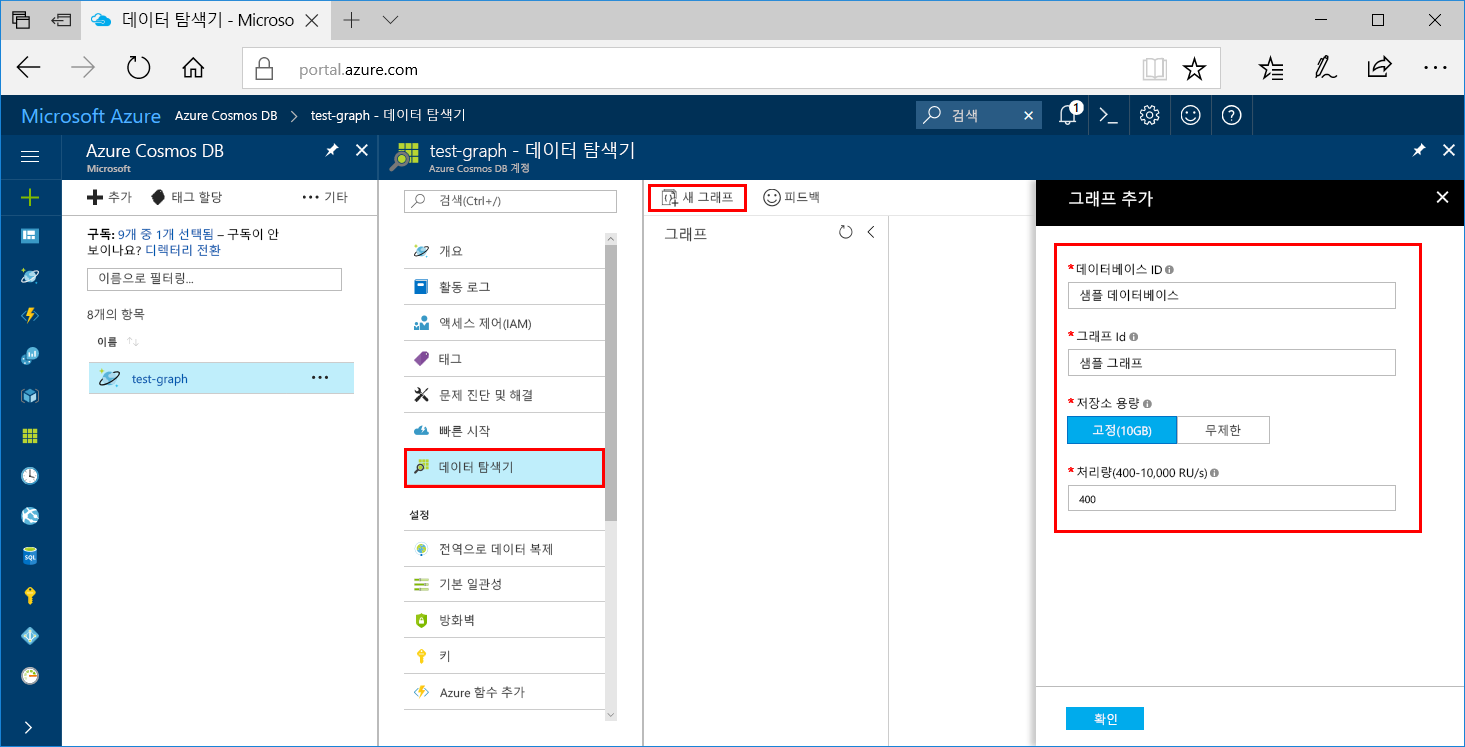 데이터 탐색기 - Microso
portal.azure.com
Microsoft Azure Azure Cosmos DB > test-graph - 데이터 탐색기
검색
1
Azure Cosmos DB
Microsoft
추가 태그 할당 ··· 기타
구독: 9개 중 1개 선택됨 – 구독이 안
보이나요? 디렉터리 전환
이름으로 필터링...
8개의 항목
이름
test-graph ···
SQL
test-graph - 데이터 탐색기
Azure Cosmos DB 계정
검색(Ctrl+/)
개요
활동 로그
액세스 제어(IAM)
태그
문제 진단 및 해결
빠른 시작
데이터 탐색기
설정
전역으로 데이터 복제
기본 일관성
방화벽
키
Azure 함수 추가
새 그래프 피드백
그래프
그래프 추가
*데이터베이스 ID
샘플 데이터베이스
*그래프 Id
샘플 그래프
*저장소 용량
고정(10GB) 무제한
*처리량(400-10,000 RU/s)
400
확인